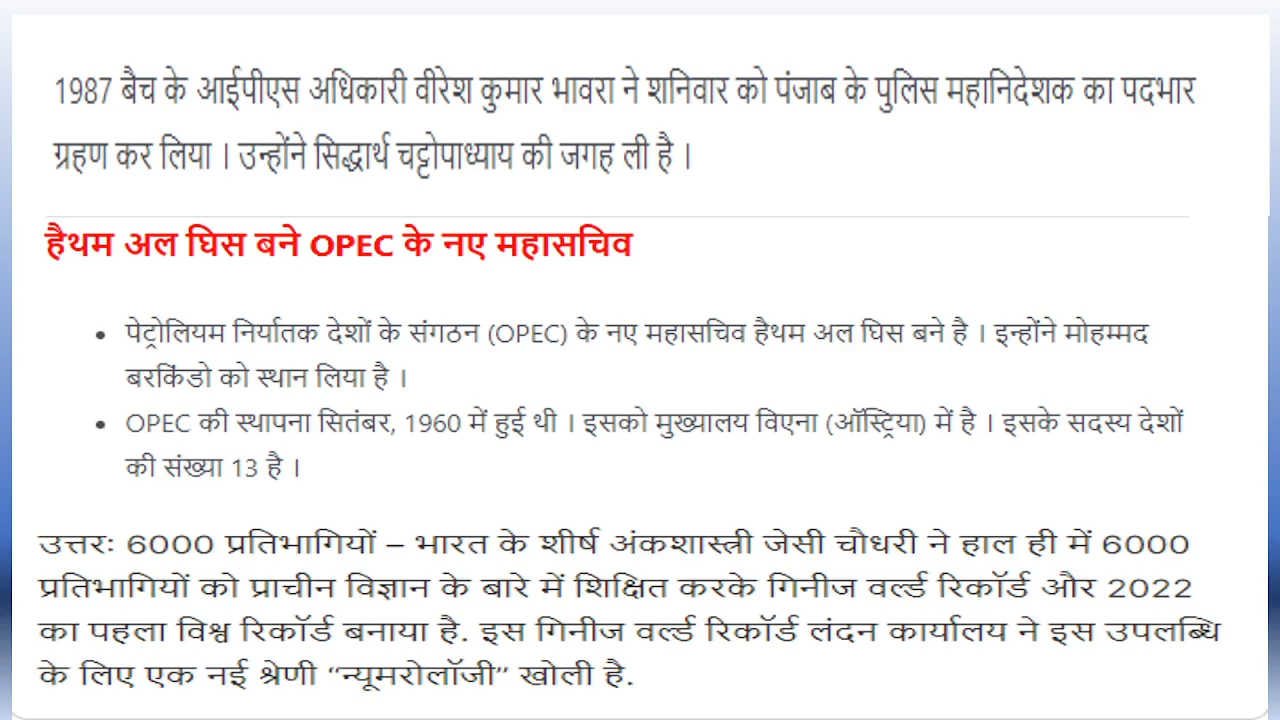 1987 बैच के आईपीएस अधिकारी वीरेश कुमार भावरा ने शनिवार को पंजाब के पुलिस महानिदेशक का पदभार
ग्रहण कर लिया । उन्होंने सिद्धार्थ चट्टोपाध्याय की जगह ली है ।
हैथम अल घिस बने OPEC के नए महासचिव
• पेट्रोलियम निर्यातक देशों के संगठन (OPEC) के नए महासचिव हैथम अल घिस बने है । इन्होंने मोहम्मद
बरकिंडो को स्थान लिया है ।
• OPEC की स्थापना सितंबर, 1960 में हुई थी । इसको मुख्यालय विएना (ऑस्ट्रिया) में है । इसके सदस्य देशों
की संख्या 13 है ।
उत्तरः 6000 प्रतिभागियों – भारत के शीर्ष अंकशास्त्री जेसी चौधरी ने हाल ही में 6000
प्रतिभागियों को प्राचीन विज्ञान के बारे में शिक्षित करके गिनीज वर्ल्ड रिकॉर्ड और 2022
का पहला विश्व रिकॉर्ड बनाया है. इस गिनीज वर्ल्ड रिकॉर्ड लंदन कार्यालय ने इस उपलब्धि
के लिए एक नई श्रेणी “न्यूमरोलॉजी” खोली है.